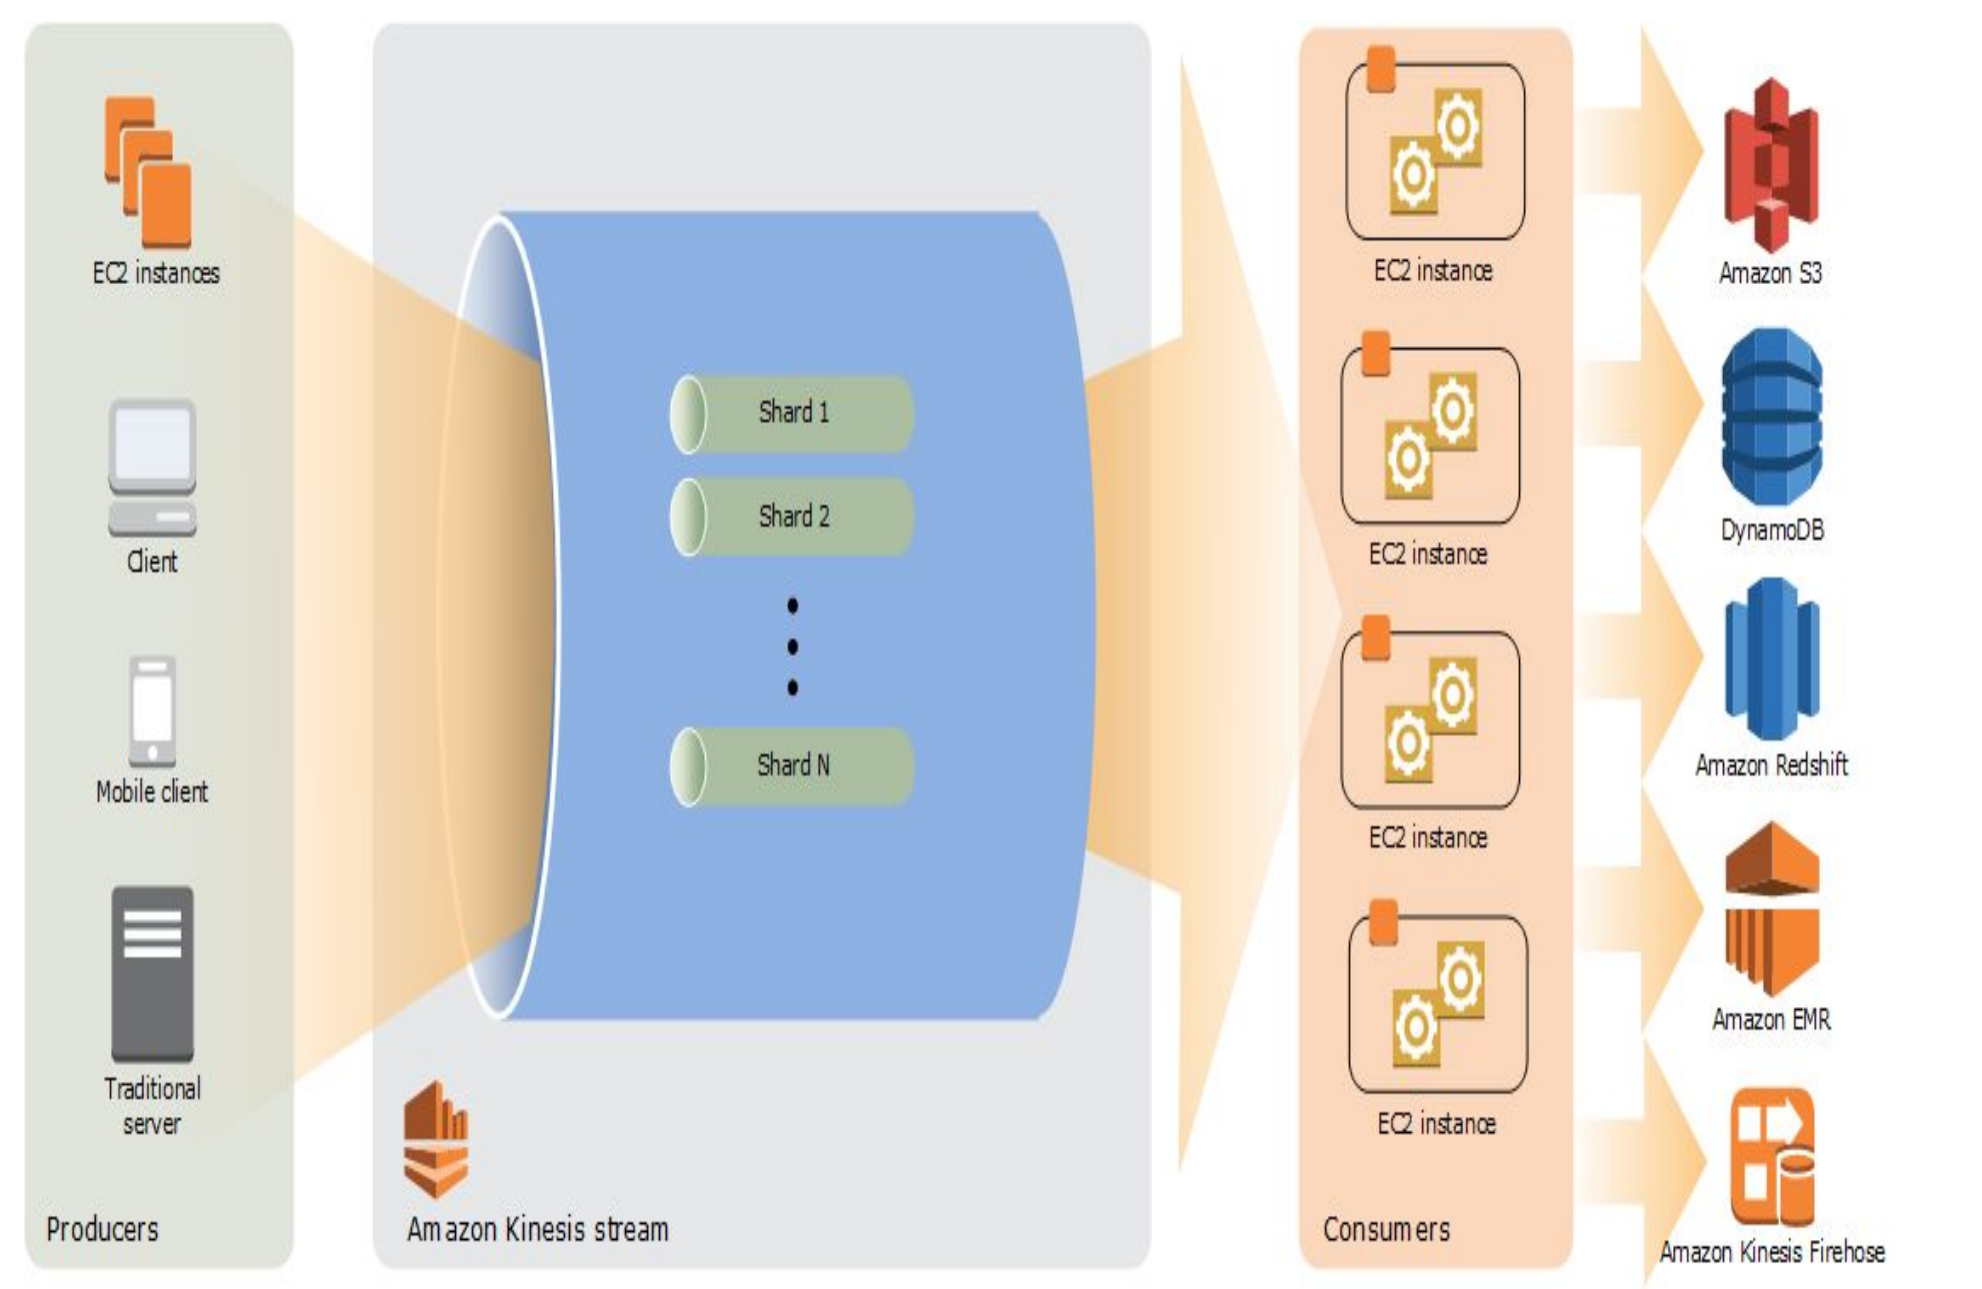 EC2 instances
Client
Mobile client
Traditional
server
Producers
Shard 1
Shard 2
Shard N
Amazon Kinesis stream
EC2 instance
EC2 instance
EC2 instance
EC2 instance
Consumers
Amazon S3
DynamoDB
Amazon Redshift
Amazon EMR
Amazon Kinesis Firehose